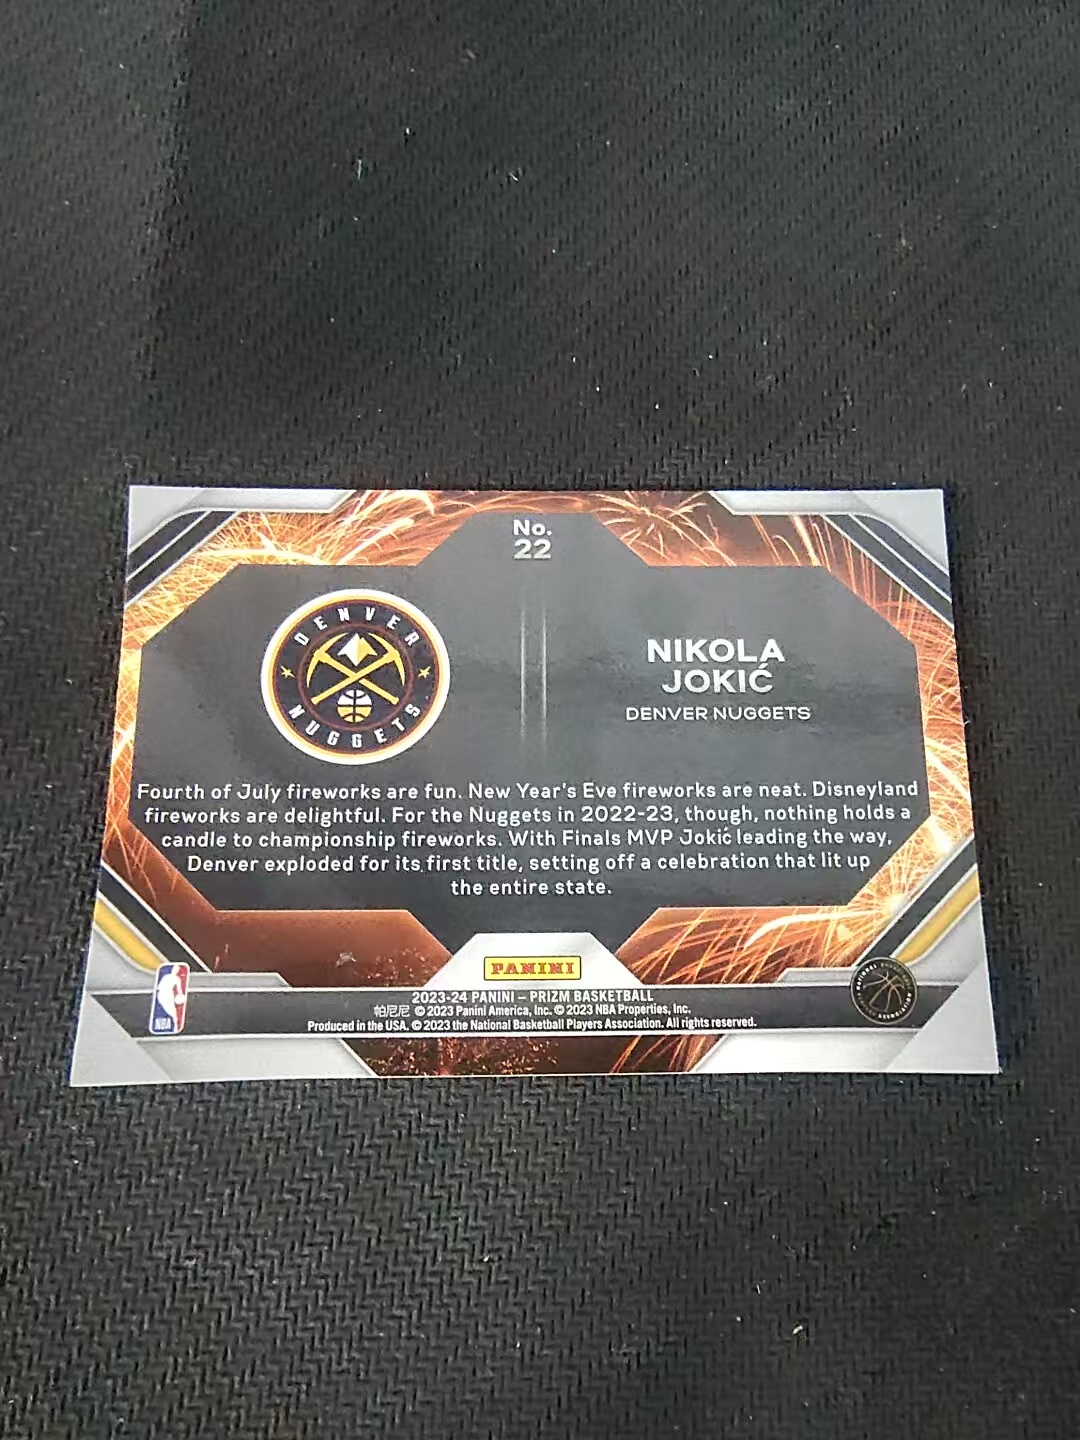 No.
22
DENVER
NUGGETS
NIKOLA
JOKIĆ
DENVER NUGGETS
Fourth of July fireworks are fun. New Year's Eve fireworks are neat. Disneyland
fireworks are delightful. For the Nuggets in 2022-23, though, nothing holds a
candle to championship fireworks. With Finals MVP Jokić leading the way,
Denver exploded for its first title, setting off a celebration that lit up
the entire state.
PANINI
NBA
2023-24 PANINI – PRIZM BASKETBALL
帕尼尼 © 2023 Panini America, Inc. © 2023 NBA Properties, Inc.
Produced in the USA. © 2023 the National Basketball Players Association. All rights reserved.